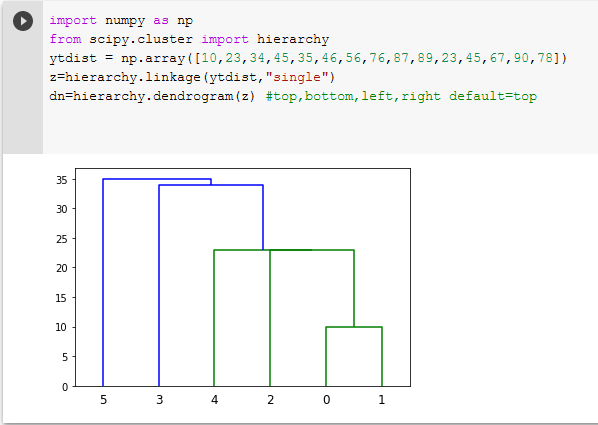 import numpy as np
from scipy.cluster import hierarchy
ytdist = np.array([10,23,34,45,35,46,56,76,87,89,23,45,67,90,78])
z=hierarchy.linkage(ytdist,"single")
dn=hierarchy.dendrogram(z) #top,bottom,left,right default=top
35
30
25
20
15
10
5
0
5 3 4 2 0 1